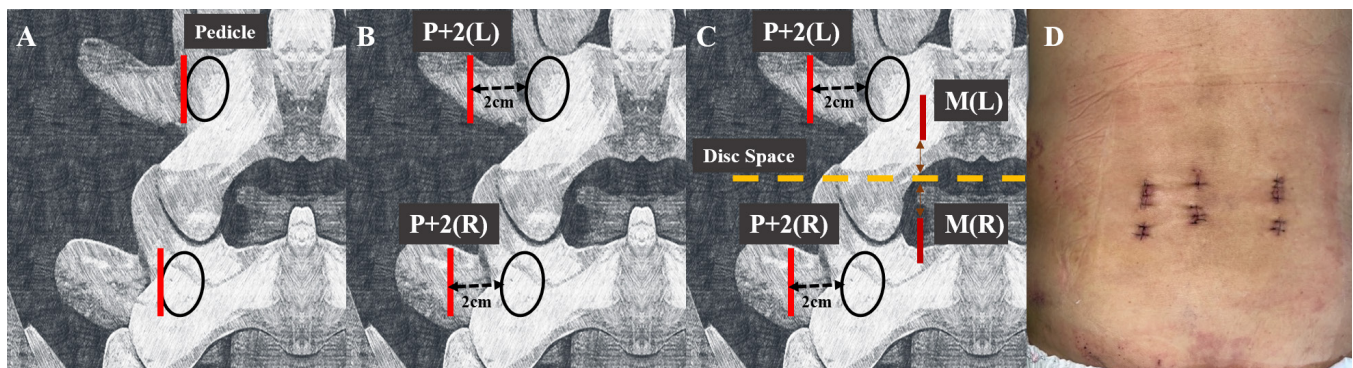 A
Pedicle
B
P+2(L)
2cm
P+2(R)
2cm
C
P+2(L)
2cm
M(L)
Disc Space
P+2(R)
M(R)
2cm
D